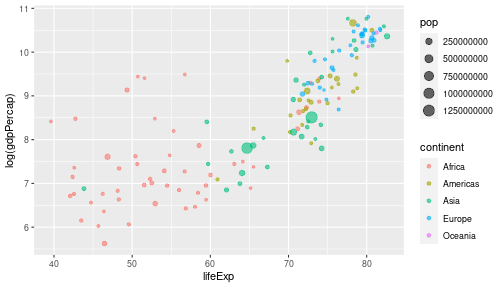 11
10
9
8
7
6
log(gdpPercap)
40
50
60
70
80
lifeExp
pop
250000000
500000000
750000000
1000000000
1250000000
continent
Africa
Americas
Asia
Europe
Oceania